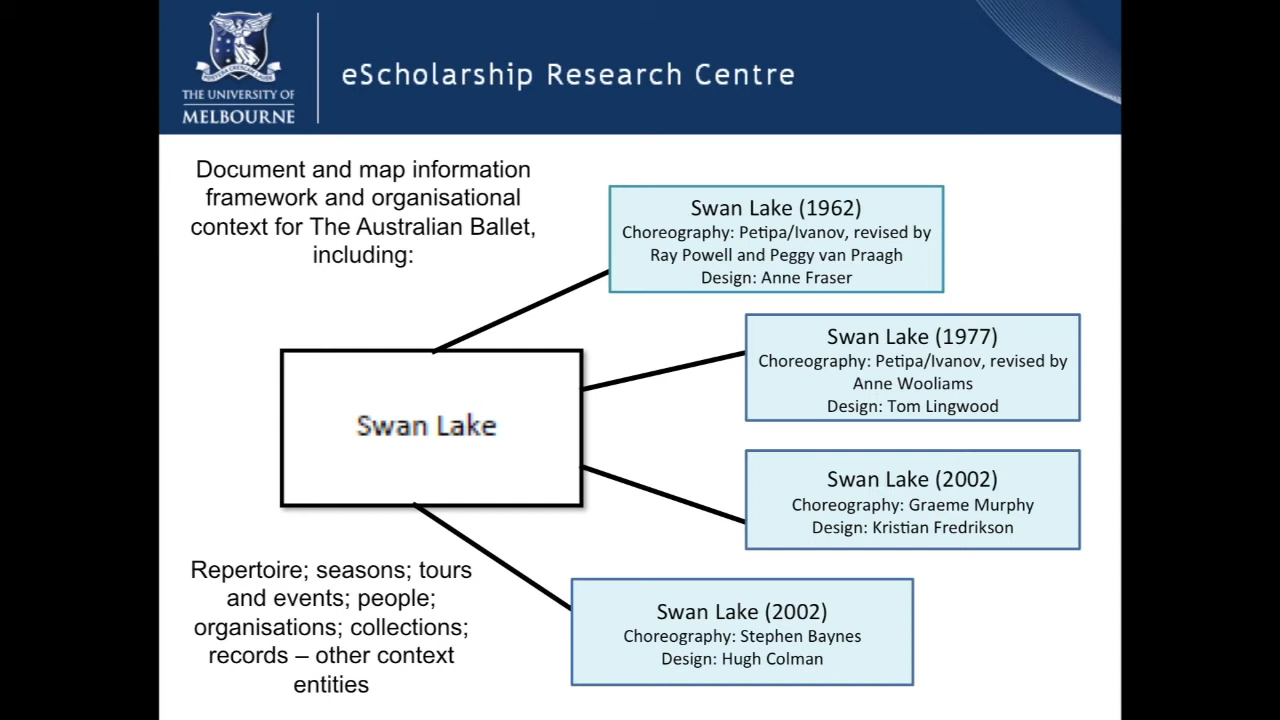 THE UNIVERSITY OF
MELBOURNE
eScholarship Research Centre
Document and map information
framework and organisational
context for The Australian Ballet,
including:
Swan Lake (1962)
Choreography: Petipa/Ivanov, revised by
Ray Powell and Peggy van Praagh
Design: Anne Fraser
Swan Lake (1977)
Choreography: Petipa/Ivanov, revised by
Anne Wooliams
Design: Tom Lingwood
Swan Lake
Swan Lake (2002)
Choreography: Graeme Murphy
Design: Kristian Fredrikson
Repertoire; seasons; tours
and events; people;
organisations; collections;
records – other context
entities
Swan Lake (2002)
Choreography: Stephen Baynes
Design: Hugh Colman